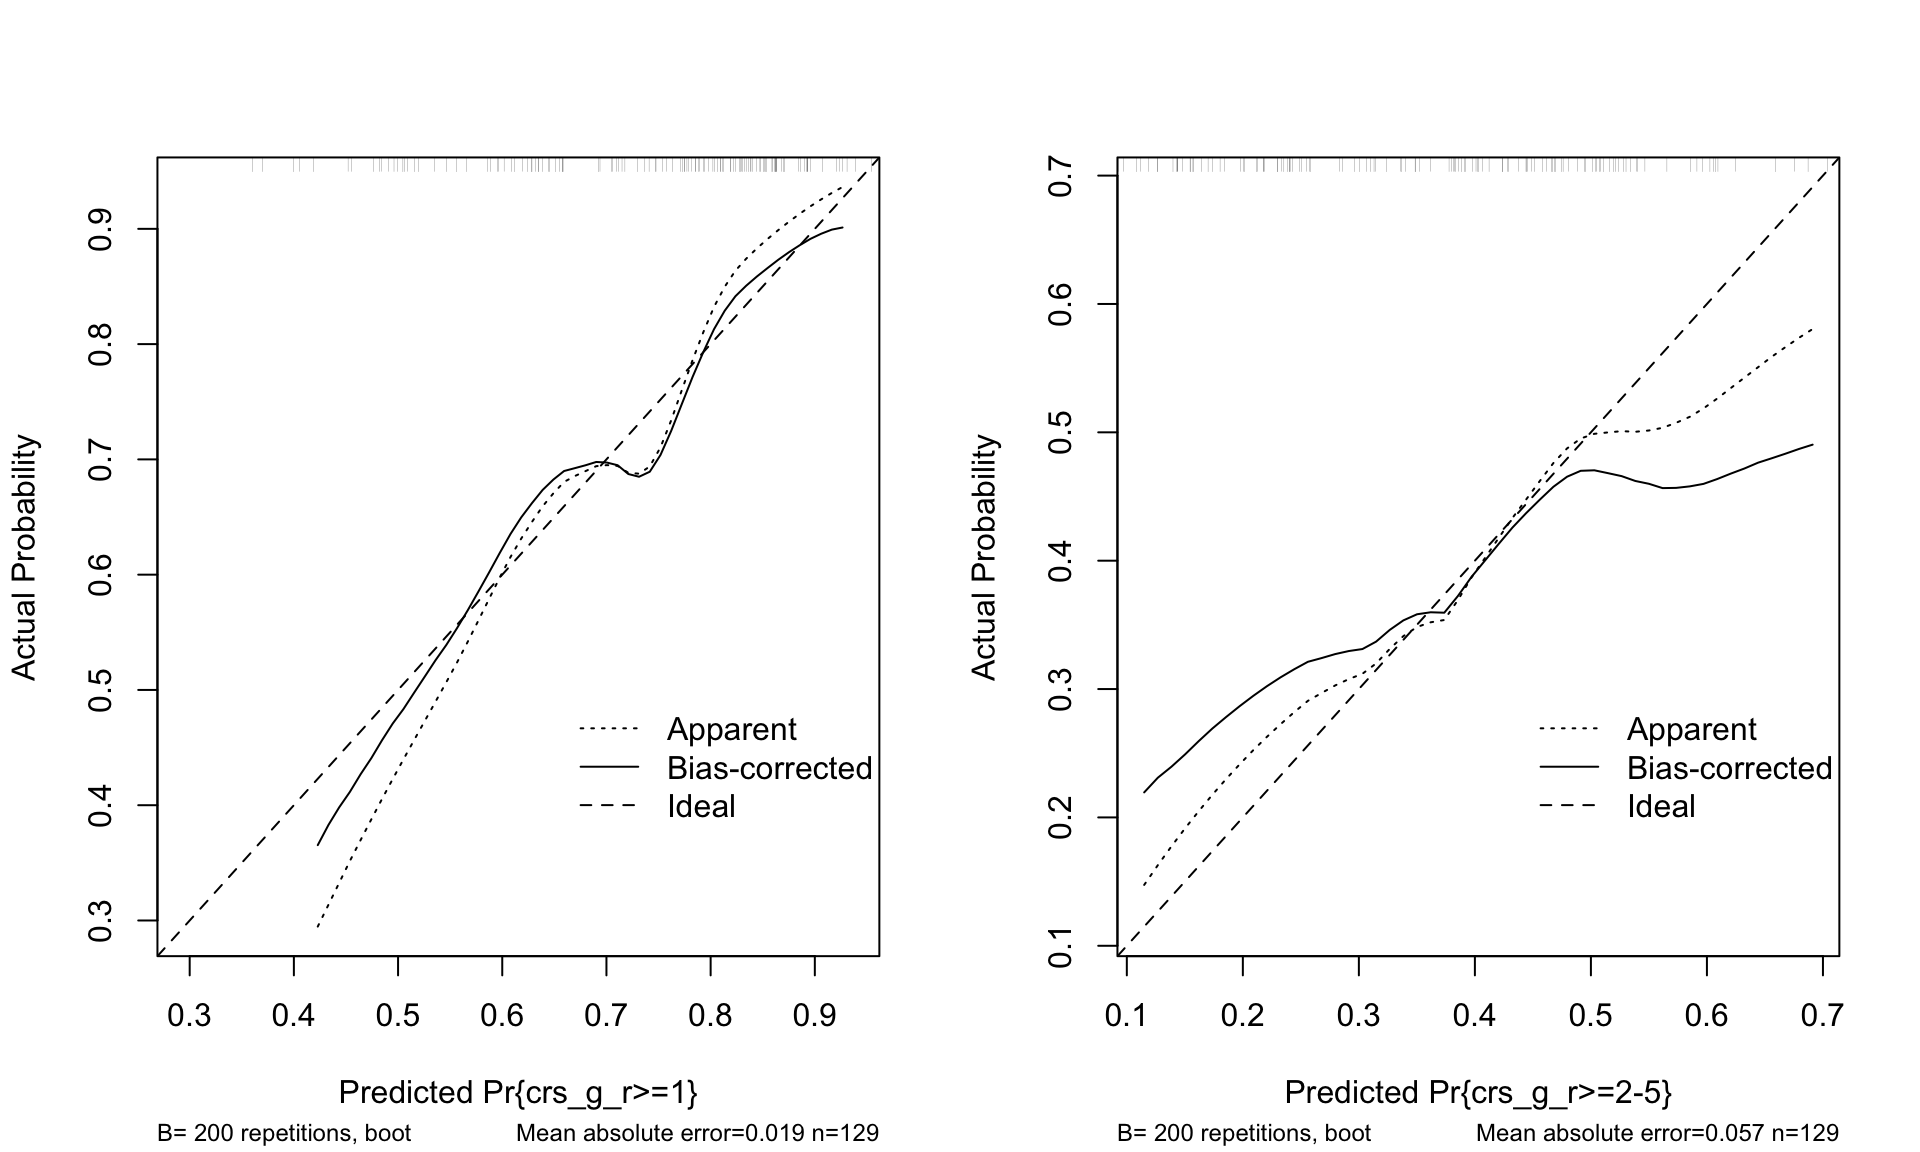 Actual Probability
0.9
0.8
0.7
0.6
0.5
0.4
0.3
Apparent
Bias-corrected
Ideal
0.3 0.4 0.5 0.6 0.7 0.8 0.9
Predicted Pr{crs_g_r>=1}
B= 200 repetitions, boot Mean absolute error=0.019 n=129
Actual Probability
0.7
0.6
0.5
0.4
0.3
0.2
0.1
Apparent
Bias-corrected
Ideal
0.1 0.2 0.3 0.4 0.5 0.6 0.7
Predicted Pr{crs_g_r>=2-5}
B= 200 repetitions, boot Mean absolute error=0.057 n=129